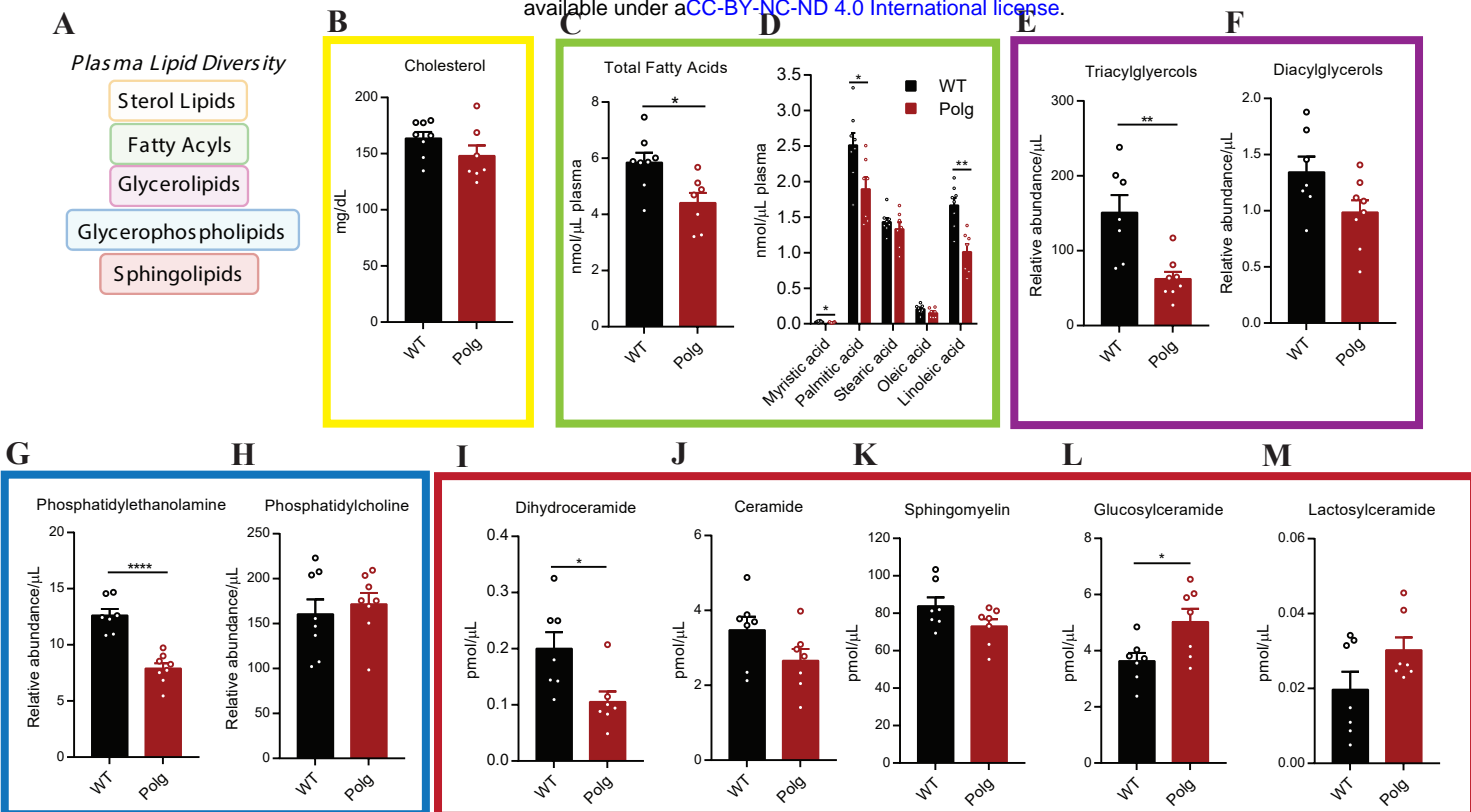 available under aCC-BY-NC-ND 4.0 International license.
A
Plasma Lipid Diversity
Sterol Lipids
Fatty Acyls
Glycerolipids
Glycerophospholipids
Sphingolipids
B
Cholesterol
mg/dL
200
150
100
50
0
WT
Polg
C
Total Fatty Acids
nmol/µL plasma
8
6
4
2
0
*
WT
Polg
D
nmol/µL plasma
3.5
3.0
2.5
2.0
1.5
1.0
0.5
0.0
*
*
**
WT
Polg
Myristic acid
Palmitic acid
Stearic acid
Oleic acid
Linoleic acid
E
Triacylglyercols
Relative abundance/µL
300
200
100
0
**
WT
Polg
F
Diacylglycerols
Relative abundance/µL
2.0
1.5
1.0
0.5
0.0
WT
Polg
G
Phosphatidylethanolamine
Relative abundance/µL
20
15
10
5
0
****
WT
Polg
H
Phosphatidylcholine
Relative abundance/µL
250
200
150
100
50
0
WT
Polg
I
Dihydroceramide
pmol/µL
0.4
0.3
0.2
0.1
0.0
*
WT
Polg
J
Ceramide
pmol/µL
6
4
2
0
WT
Polg
K
Sphingomyelin
pmol/µL
120
100
80
60
40
20
0
WT
Polg
L
Glucosylceramide
pmol/µL
8
6
4
2
0
*
WT
Polg
M
Lactosylceramide
pmol/µL
0.06
0.04
0.02
0.00
WT
Polg